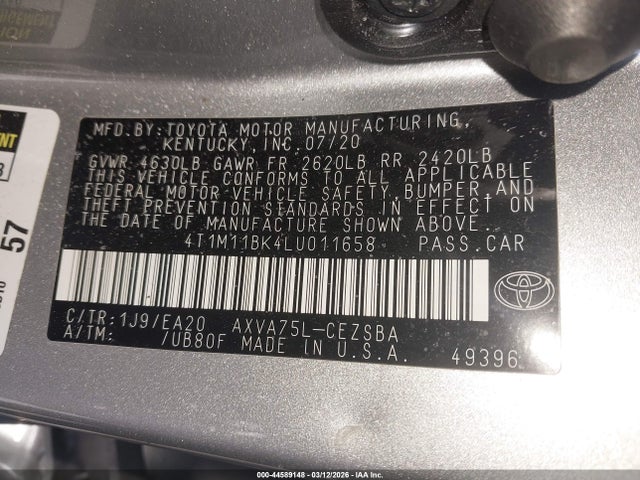 MFD.BY: TOYOTA MOTOR MANUFACTURING,
KENTUCKY, INC. 07/20
GVWR 4630LB GAWR FR 2620LB RR 2420LB
THIS VEHICLE CONFORMS TO ALL APPLICABLE
FEDERAL MOTOR VEHICLE SAFETY, BUMPER, AND
THEFT PREVENTION STANDARDS IN EFFECT ON
THE DATE OF MANUFACTURE SHOWN ABOVE.
4T1M11BK4LU011658 PASS.CAR
C/TR: 1J9/EA20 AXVA75L-CEZSBA
A/TM: /UB80F MADE IN U.S.A. 49396
57
000-44589148 - 03/12/2026 - IAA Inc.